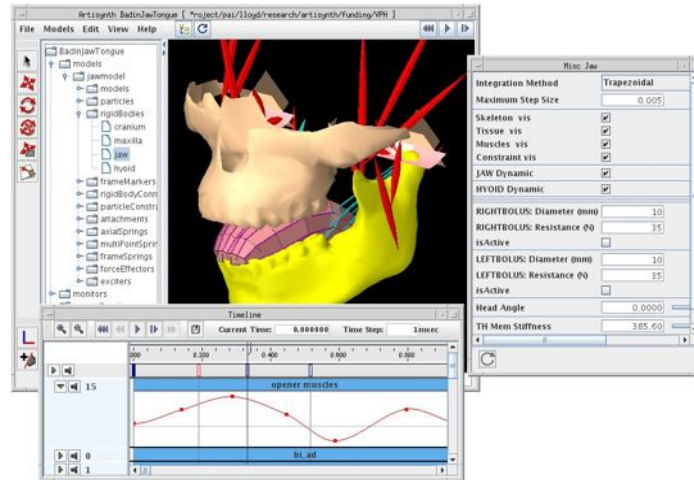 Artisynth BadinJawTongue [ *roject/pai/lloyd/research/artisynth/funding/VPH ]
File Models Edit View Help
BadinJawTongue
models
jawmodel
models
particles
rigidBodies
cranium
maxilla
jaw
hyoid
frameMarkers
rigidBodyConn
particleConstra
attachments
axialSprings
multiPointSprin
frameSprings
forceEffectors
exciters
monitors
Misc Jaw
Integration Method Trapezoidal
Maximum Step Size 0.005
Skeleton vis
Tissue vis
Muscles vis
Constraint vis
JAW Dynamic
HYOID Dynamic
RIGHTBOLUS: Diameter (mm) 10
RIGHTBOLUS: Resistance (N) 35
isActive
LEFTBOLUS: Diameter (mm) 10
LEFTBOLUS: Resistance (N) 35
isActive
Head Angle 0.0000
TH Mem Stiffness 385.60
Timeline
Current Time: 0.000000 Time Step: 1msec
000 0.200 0.400 0.600 0.800
15 opener muscles
0 bi_ad
1